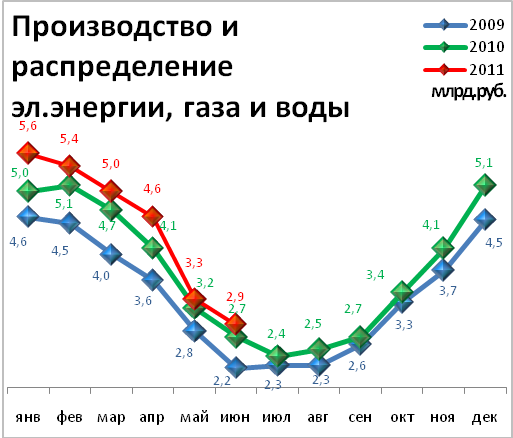 Производство и
распределение
эл.энергии, газа и воды
2009
2010
2011
млрд.руб.
5,6 5,4 5,0 4,6 3,3 2,9
5,0 5,1 4,7 4,1 3,2 2,7 2,4 2,5 2,7 3,4 4,1 5,1
4,6 4,5 4,0 3,6 2,8 2,2 2,3 2,3 2,6 3,3 3,7 4,5
янв фев мар апр май июн июл авг сен окт ноя дек